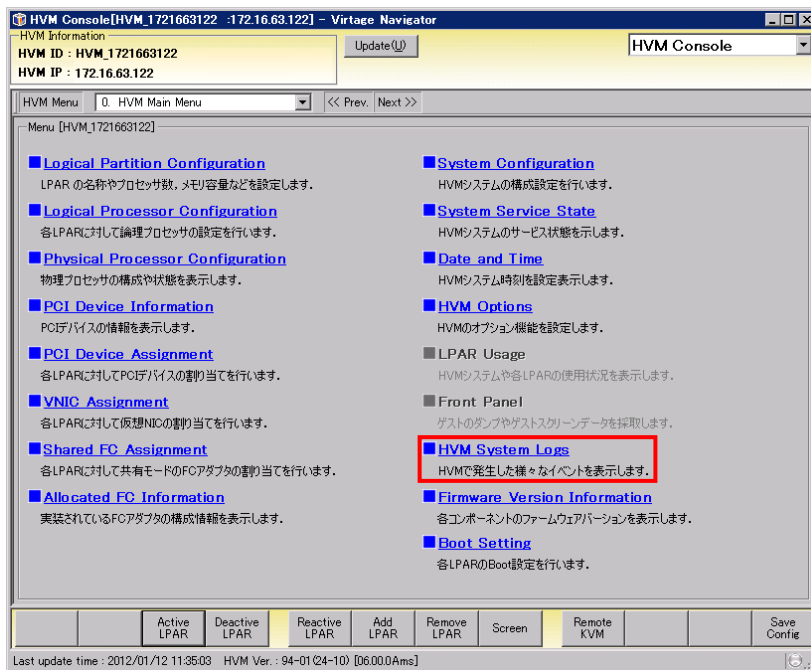 HVM Console[HVM_1721663122 :172.16.63.122] - Virtage Navigator
HVM Information
HVM ID : HVM_1721663122
HVM IP : 172.16.63.122
Update(U)
HVM Console
HVM Menu
0. HVM Main Menu
<< Prev. Next >>
Menu [HVM_1721663122]
Logical Partition Configuration
LPAR の名称やプロセッサ数, メモリ容量などを設定します.
Logical Processor Configuration
各LPARに対して論理プロセッサの設定を行います.
Physical Processor Configuration
物理プロセッサの構成や状態を表示します.
PCI Device Information
PCIデバイスの情報を表示します.
PCI Device Assignment
各LPARに対してPCIデバイスの割り当てを行います.
VNIC Assignment
各LPARに対して仮想NICの割り当てを行います.
Shared FC Assignment
各LPARに対して共有モードのFCアダプタの割り当てを行います.
Allocated FC Information
実装されているFCアダプタの構成情報を表示します.
System Configuration
HVMシステムの構成設定を行います.
System Service State
HVMシステムのサービス状態を示します.
Date and Time
HVMシステム時刻を設定表示します.
HVM Options
HVMのオプション機能を設定します.
LPAR Usage
HVMシステムや各LPARの使用状況を表示します.
Front Panel
ゲストのダンプやゲストスクリーンデータを採取します.
HVM System Logs
HVMで発生した様々なイベントを表示します.
Firmware Version Information
各コンポーネントのファームウェアバージョンを表示します.
Boot Setting
各LPARのBoot設定を行います.
Active LPAR
Deactive LPAR
Reactive LPAR
Add LPAR
Remove LPAR
Screen
Remote KVM
Save Config
Last update time : 2012/01/12 11:35:03 HVM Ver. : 94-01(24-10) [06.00.0Ams]